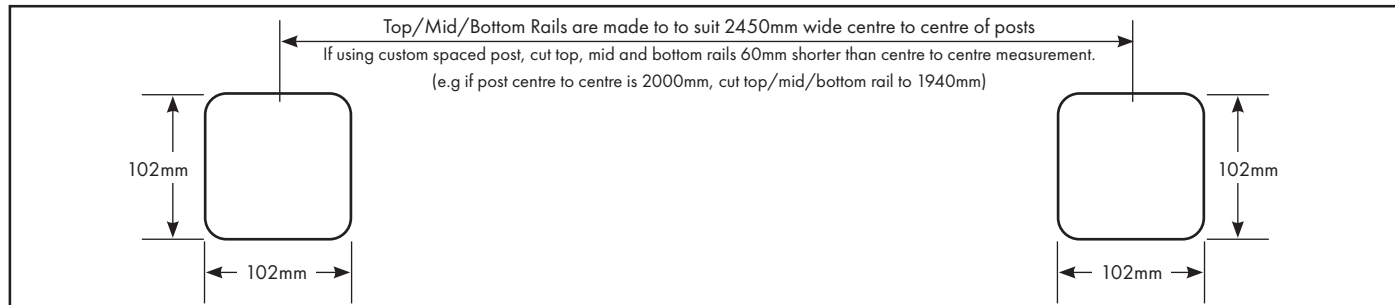 Top/Mid/Bottom Rails are made to to suit 2450mm wide centre to centre of posts
If using custom spaced post, cut top, mid and bottom rails 60mm shorter than centre to centre measurement.
(e.g if post centre to centre is 2000mm, cut top/mid/bottom rail to 1940mm)
102mm
102mm
102mm
102mm